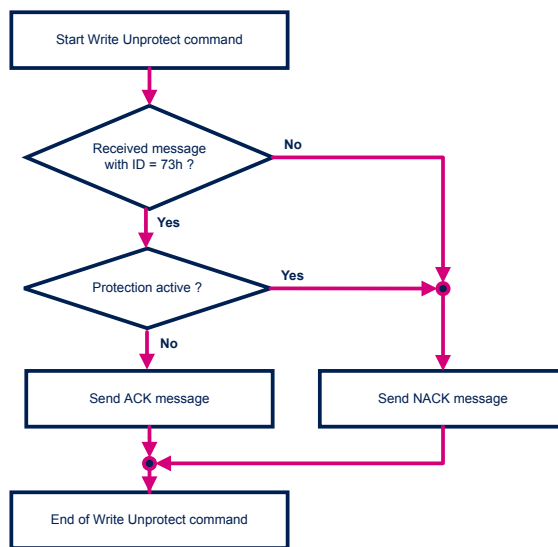 Start Write Unprotect command
Received message
with ID = 73h ?
No
Yes
Protection active ?
Yes
No
Send ACK message
Send NACK message
End of Write Unprotect command